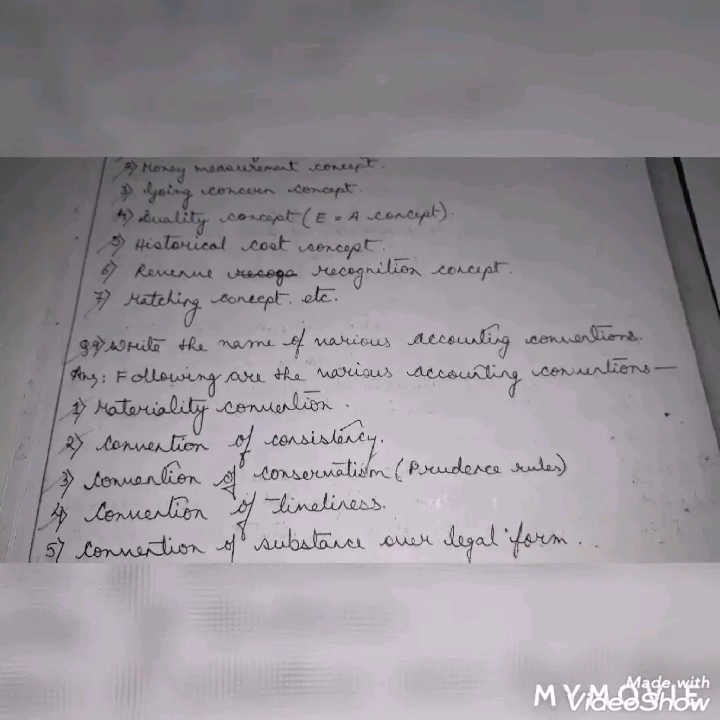 2) Money measurement concept.
3) Going concern concept.
4) Duality concept (E = A concept).
5) Historical cost concept.
6) Revenue recoga recognition concept.
7) Matching concept. etc.
99) Write the name of various accounting conventions.
Ans: Following are the various accounting conventions —
1) Materiality convention.
2) Convention of consistency.
3) Convention of conservatism (Prudence rules)
4) Convention of timeliness.
5) Convention of substance over legal form.
Made with
MYMOVIE
VideoShow